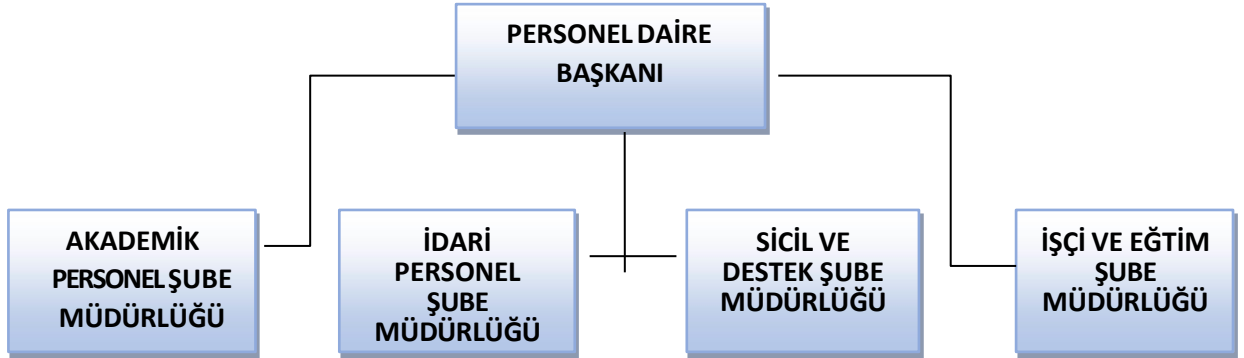 PERSONEL DAİRE
BAŞKANI
AKADEMİK
PERSONEL ŞUBE
MÜDÜRLÜĞÜ
İDARİ
PERSONEL
ŞUBE
MÜDÜRLÜĞÜ
SİCİL VE
DESTEK ŞUBE
MÜDÜRLÜĞÜ
İŞÇİ VE EĞTİM
ŞUBE
MÜDÜRLÜĞÜ